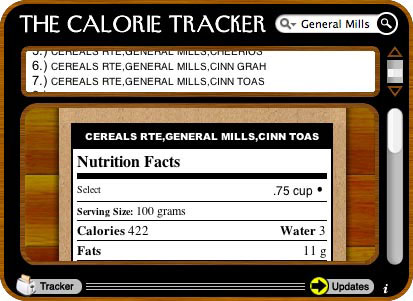 THE CALORIE TRACKER
General Mills
5.) CEREALS RTE,GENERAL MILLS,CHEERIOS
6.) CEREALS RTE,GENERAL MILLS,CINN GRAH
7.) CEREALS RTE,GENERAL MILLS,CINN TOAS
CEREALS RTE,GENERAL MILLS,CINN TOAS
Nutrition Facts
Select .75 cup
Serving Size: 100 grams
Calories 422 Water 3
Fats 11 g
Tracker Updates i